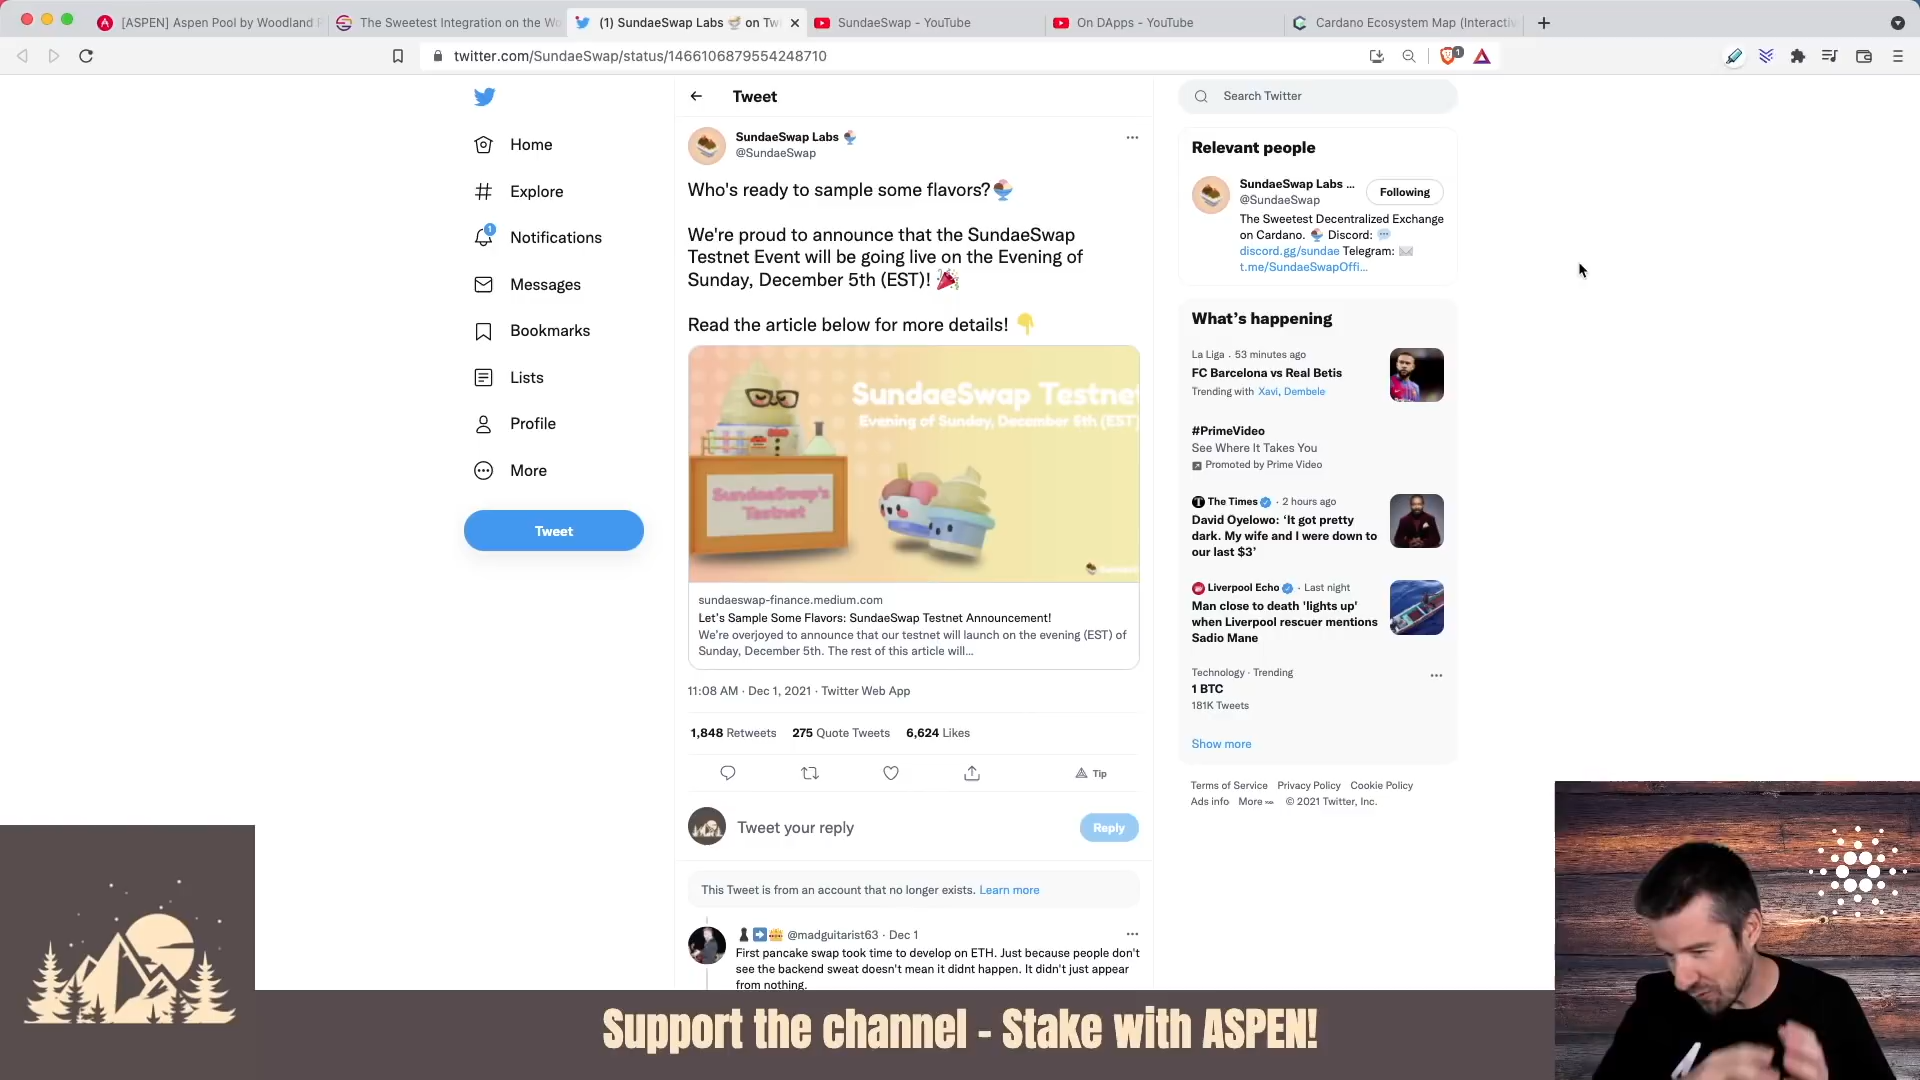 [ASPEN] Aspen Pool by Woodland P
The Sweetest Integration on the Wo
(1) SundaeSwap Labs 🍨 on Twi
SundaeSwap - YouTube
On DApps - YouTube
Cardano Ecosystem Map (Interactiv
twitter.com/SundaeSwap/status/1466106879554248710
1
Home
Explore
1
Notifications
Messages
Bookmarks
Lists
Profile
More
Tweet
Tweet
SundaeSwap Labs 🍨
@SundaeSwap
Who's ready to sample some flavors?🍨
We're proud to announce that the SundaeSwap
Testnet Event will be going live on the Evening of
Sunday, December 5th (EST)! 🎉
Read the article below for more details! 👇
SundaeSwap Testnet
Evening of Sunday, December 5th (EST)
SundaeSwap's
Testnet
sundaeswap-finance.medium.com
Let's Sample Some Flavors: SundaeSwap Testnet Announcement!
We're overjoyed to announce that our testnet will launch on the evening (EST) of
Sunday, December 5th. The rest of this article will...
11:08 AM · Dec 1, 2021 · Twitter Web App
1,848 Retweets 275 Quote Tweets 6,624 Likes
Tip
Tweet your reply
Reply
This Tweet is from an account that no longer exists. Learn more
♟➡️🥞 @madguitarist63 · Dec 1
First pancake swap took time to develop on ETH. Just because people don't
see the backend sweat doesn't mean it didnt happen. It didn't just appear
from nothing.
Search Twitter
Relevant people
SundaeSwap Labs ...
@SundaeSwap
Following
The Sweetest Decentralized Exchange
on Cardano. 🍨 Discord: 💬
discord.gg/sundae Telegram: ✉
t.me/SundaeSwapOffi...
What's happening
La Liga · 53 minutes ago
FC Barcelona vs Real Betis
Trending with Xavi, Dembele
#PrimeVideo
See Where It Takes You
Promoted by Prime Video
The Times · 2 hours ago
David Oyelowo: 'It got pretty
dark. My wife and I were down to
our last $3'
Liverpool Echo · Last night
Man close to death 'lights up'
when Liverpool rescuer mentions
Sadio Mane
Technology · Trending
1 BTC
181K Tweets
Show more
Terms of Service Privacy Policy Cookie Policy
Ads info More ··· © 2021 Twitter, Inc.
Support the channel - Stake with ASPEN!